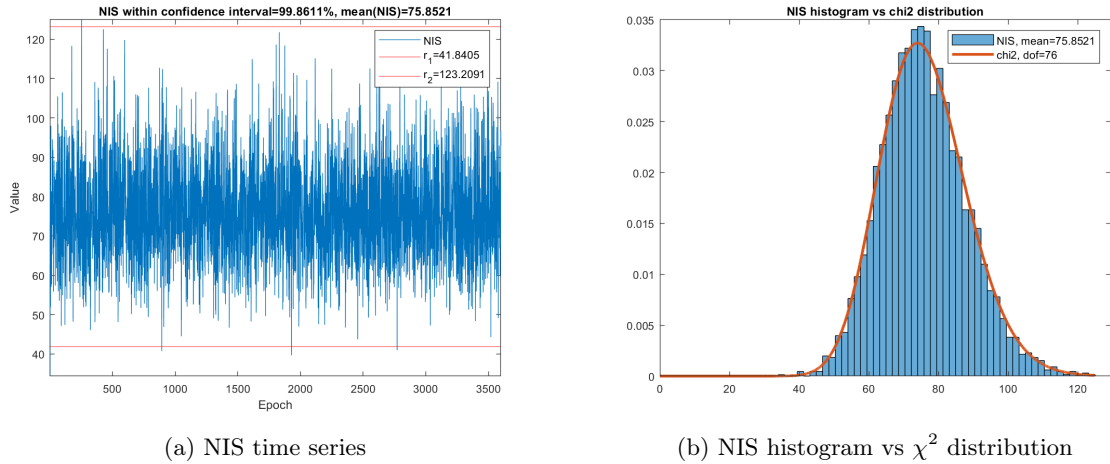 NIS within confidence interval=99.8611%, mean(NIS)=75.8521
120
110
100
90
80
70
60
50
40
Value
500
1000
1500
2000
2500
3000
3500
Epoch
NIS
r1=41.8405
r2=123.2091
(a) NIS time series
NIS histogram vs chi2 distribution
0.035
0.03
0.025
0.02
0.015
0.01
0.005
0
0
20
40
60
80
100
120
NIS, mean=75.8521
chi2, dof=76
(b) NIS histogram vs χ² distribution